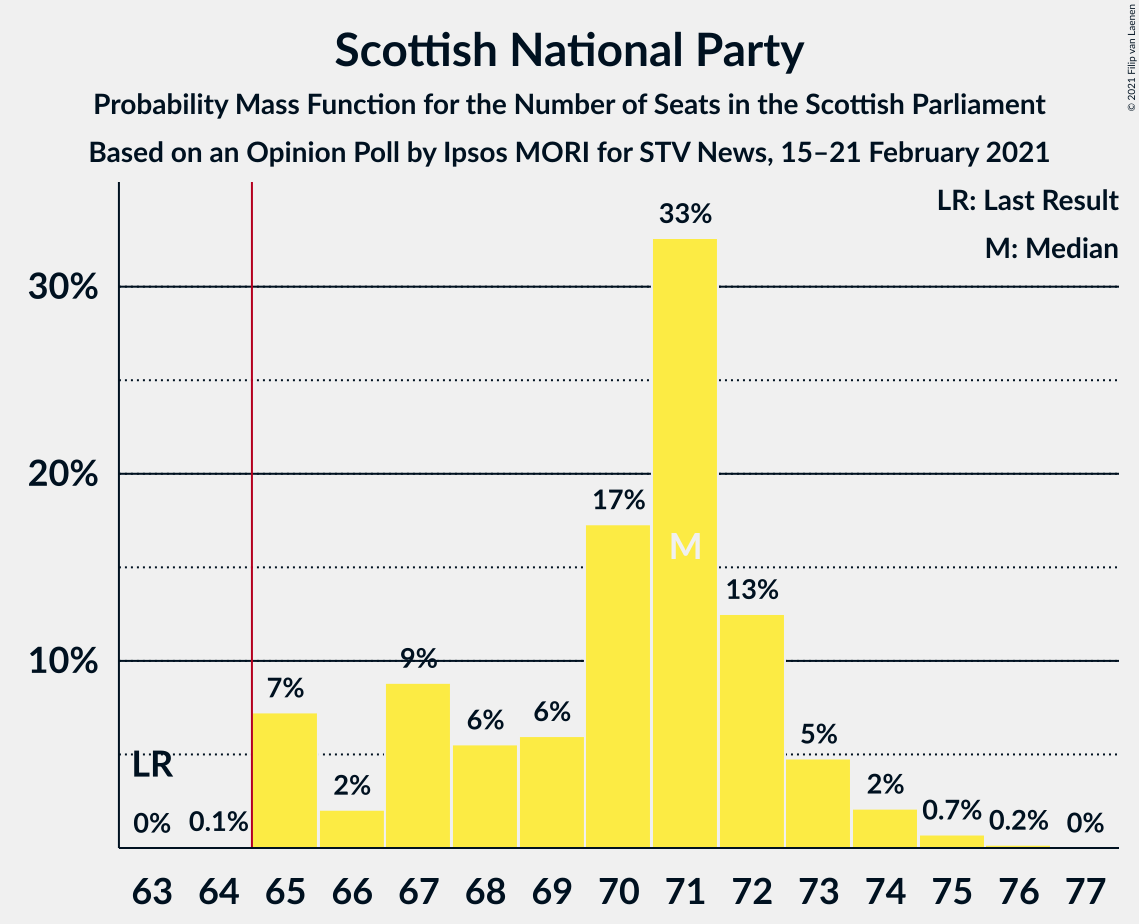 © 2021 Filip van Laenen
Scottish National Party
Probability Mass Function for the Number of Seats in the Scottish Parliament
Based on an Opinion Poll by Ipsos MORI for STV News, 15–21 February 2021
LR: Last Result
M: Median
30%
20%
10%
LR
M
0%
0.1%
7%
2%
9%
6%
6%
17%
33%
13%
5%
2%
0.7%
0.2%
0%
63 64 65 66 67 68 69 70 71 72 73 74 75 76 77